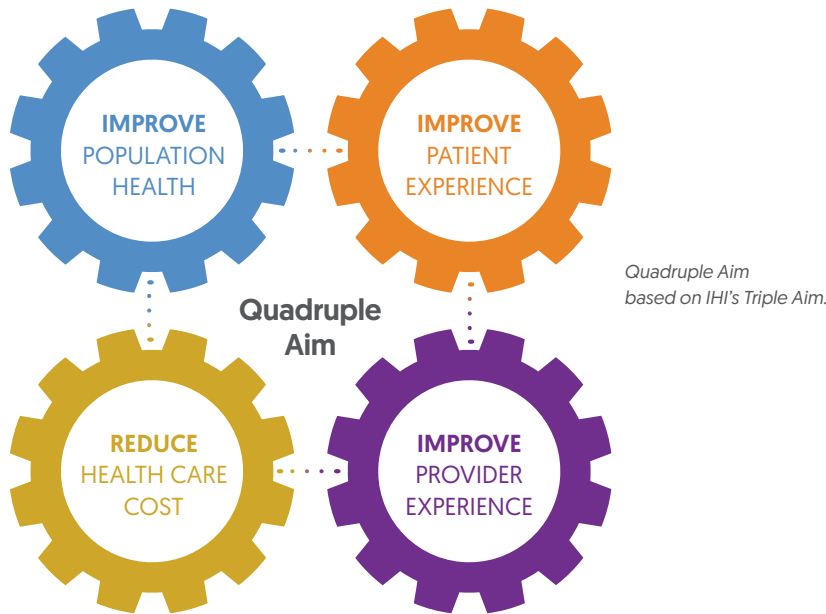 IMPROVE
POPULATION
HEALTH
IMPROVE
PATIENT
EXPERIENCE
Quadruple Aim
based on IHI's Triple Aim.
Quadruple
Aim
REDUCE
HEALTH CARE
COST
IMPROVE
PROVIDER
EXPERIENCE